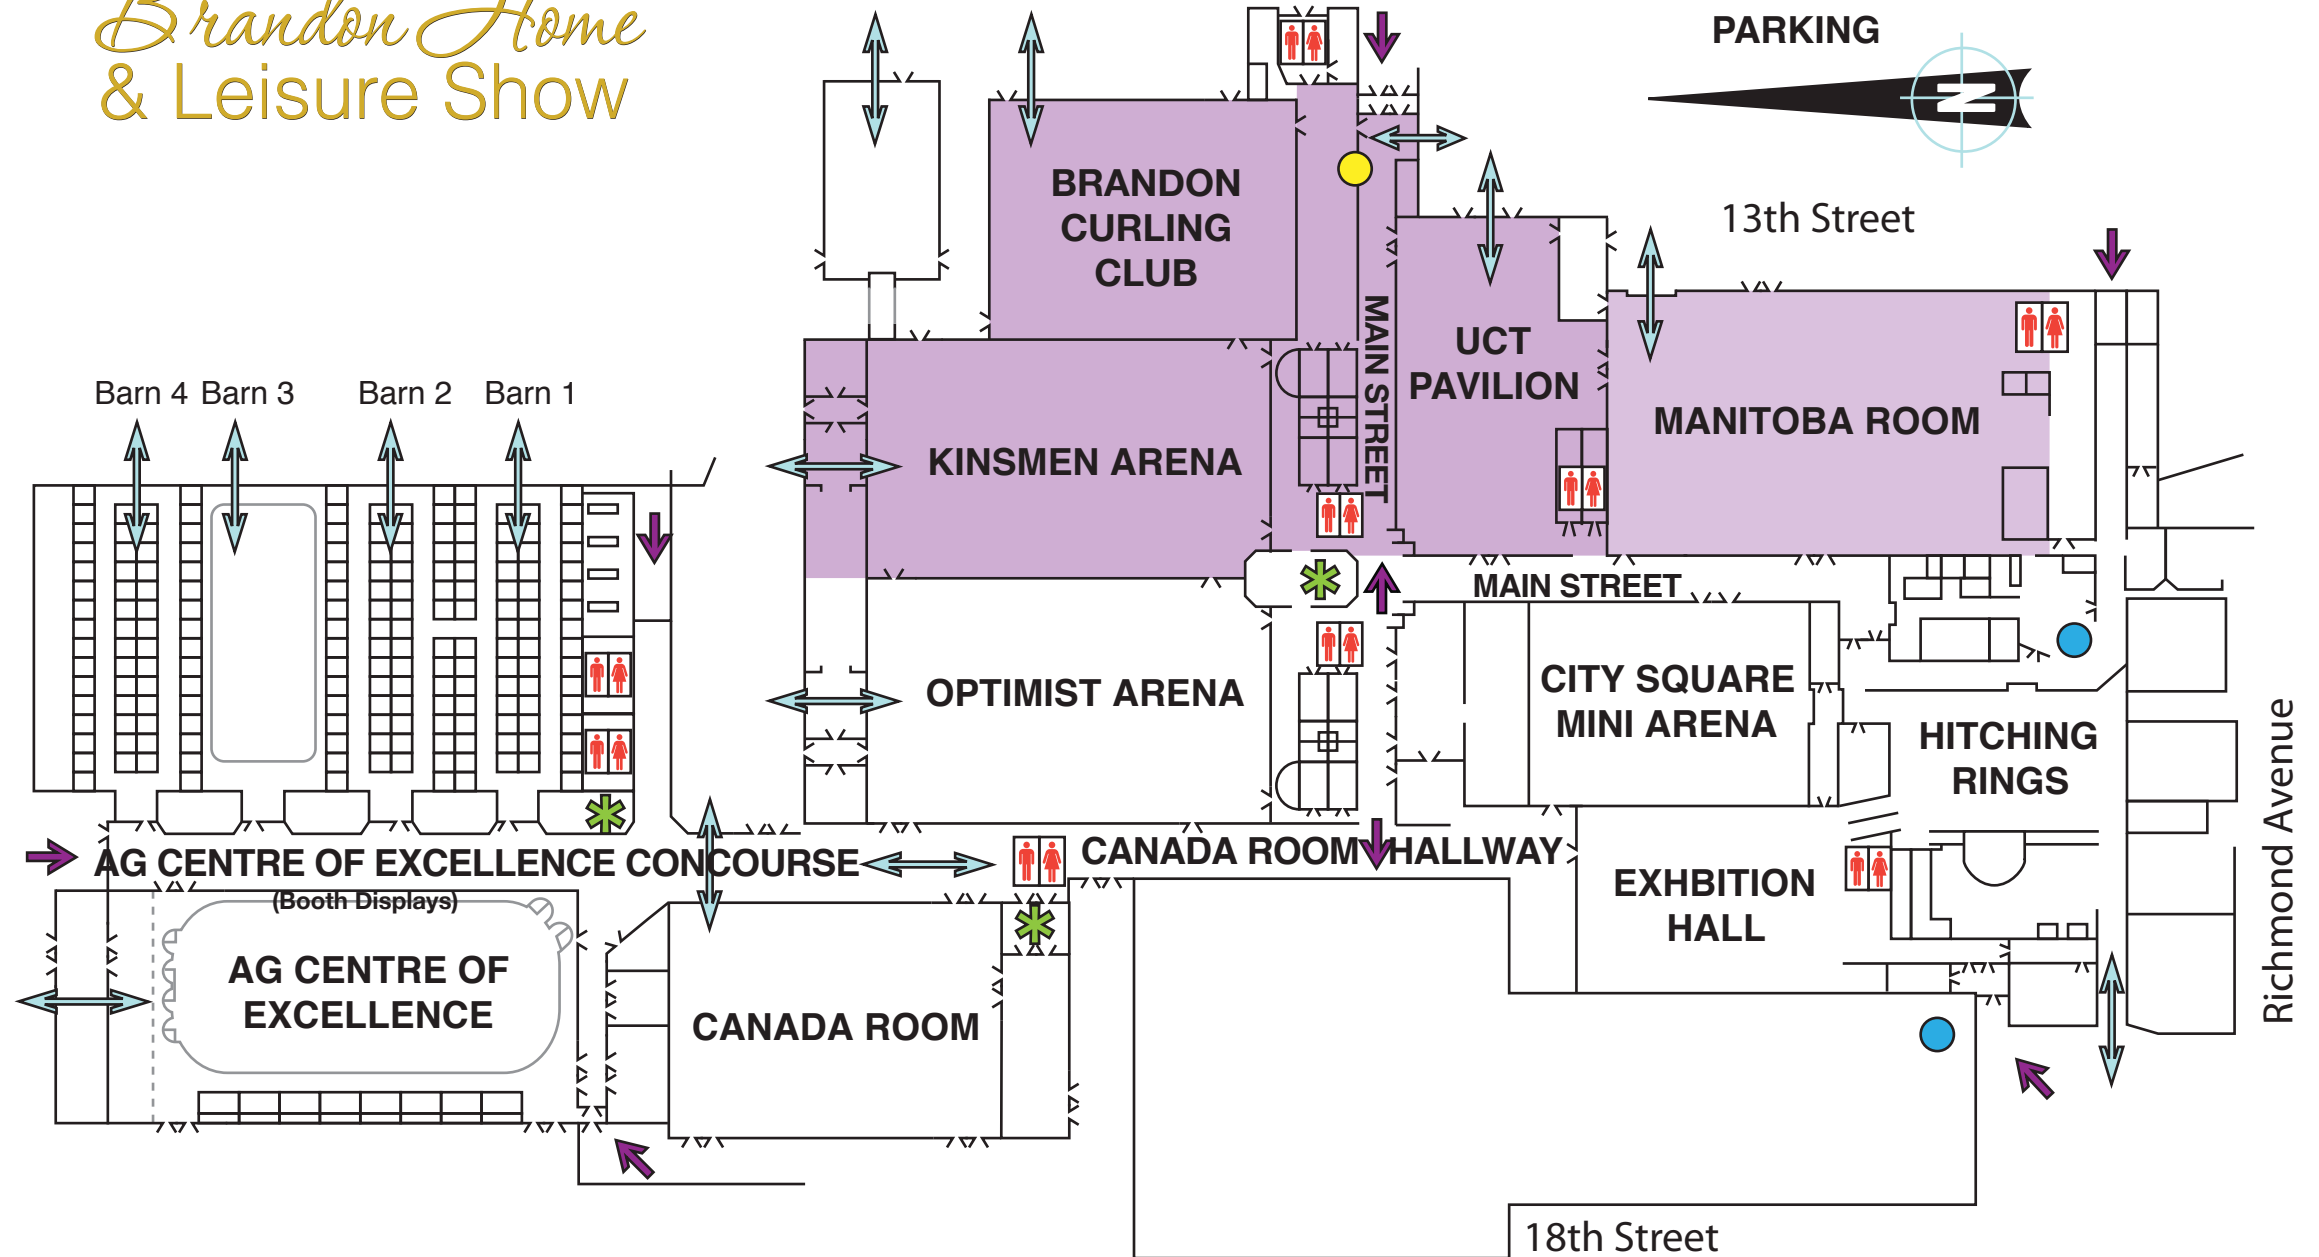 Brandon Home
& Leisure Show
PARKING
N
13th Street
BRANDON
CURLING
CLUB
MAIN STREET
UCT
PAVILION
MANITOBA ROOM
Barn 4
Barn 3
Barn 2
Barn 1
KINSMEN ARENA
MAIN STREET
OPTIMIST ARENA
CITY SQUARE
MINI ARENA
HITCHING
RINGS
Richmond Avenue
AG CENTRE OF EXCELLENCE CONCOURSE
(Booth Displays)
CANADA ROOM HALLWAY
EXHBITION
HALL
AG CENTRE OF
EXCELLENCE
CANADA ROOM
18th Street